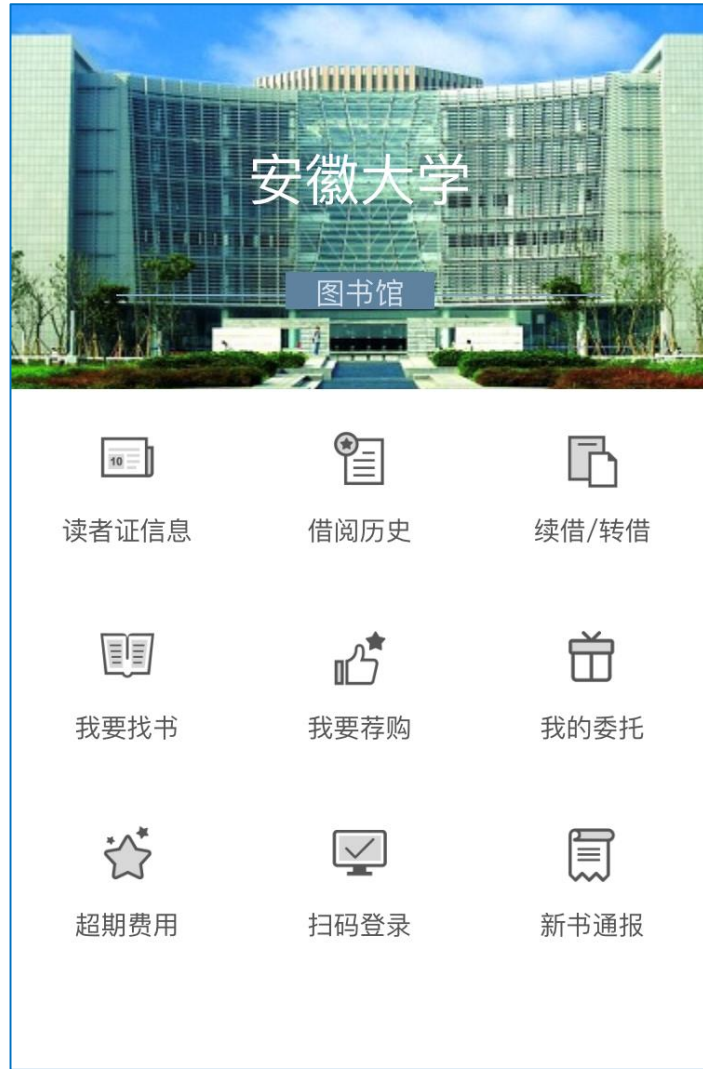 安徽大学
图书馆
10
读者证信息
借阅历史
续借/转借
我要找书
我要荐购
我的委托
超期费用
扫码登录
新书通报